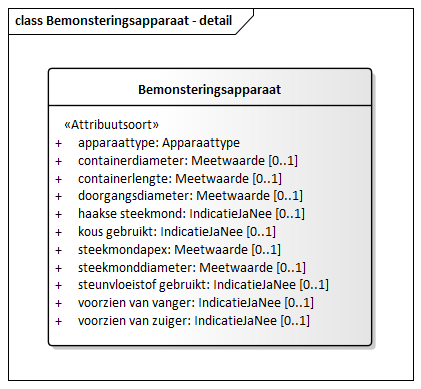 class Bemonsteringsapparaat - detail
Bemonsteringsapparaat
«Attribuutsoort»
+ apparaattype: Apparaattype
+ containerdiameter: Meetwaarde [0..1]
+ containerlengte: Meetwaarde [0..1]
+ doorgangsdiameter: Meetwaarde [0..1]
+ haakse steekmond: IndicatieJaNee [0..1]
+ kous gebruikt: IndicatieJaNee [0..1]
+ steekmondapex: Meetwaarde [0..1]
+ steekmonddiameter: Meetwaarde [0..1]
+ steunvloeistof gebruikt: IndicatieJaNee [0..1]
+ voorzien van vanger: IndicatieJaNee [0..1]
+ voorzien van zuiger: IndicatieJaNee [0..1]